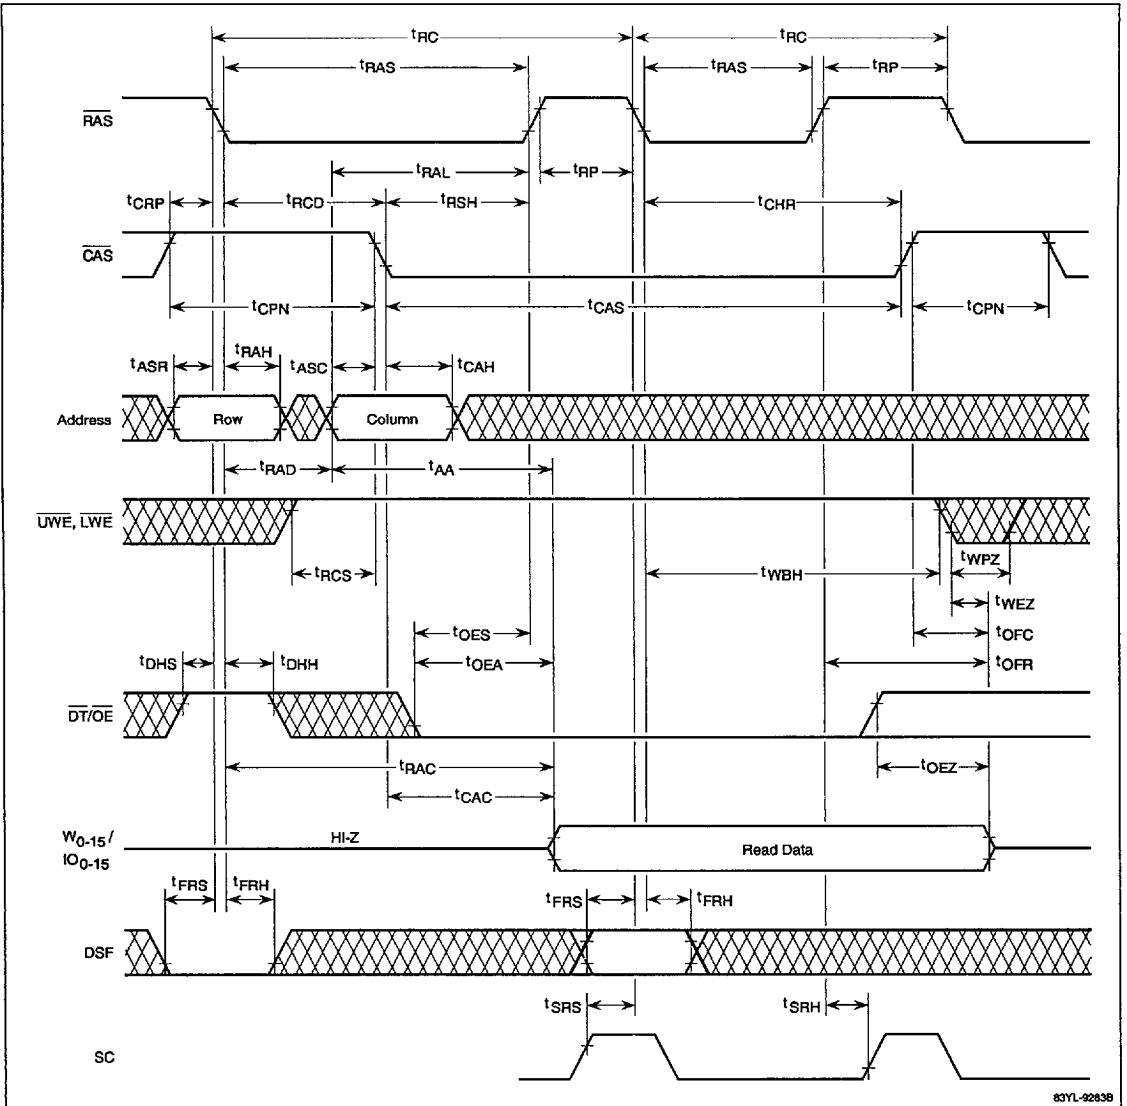 tRC tRC
tRAS tRAS tRP
RAS
tRAL tRP
tCRP tRCD tRSH tCHR
CAS
tCPN tCAS tCPN
tASR tRAH tASC tCAH
Address Row Column
tRAD tAA
UWE, LWE
tRCS tWBH tWPZ
tWEZ
tOES tOFC
tDHS tDHH tOEA tOFR
DT/OE
tRAC tOEZ
tCAC
W0-15 /
IO0-15 HI-Z Read Data
tFRS tFRH tFRS tFRH
DSF
tSRS tSRH
SC
83YL-9283B